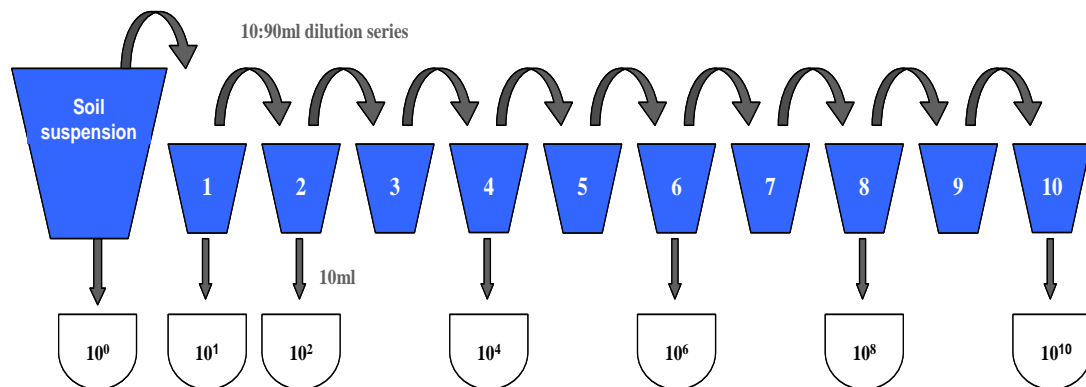 10:90ml dilution series
Soil
suspension
1 2 3 4 5 6 7 8 9 10
10ml
10⁰ 10¹ 10² 10⁴ 10⁶ 10⁸ 10¹⁰